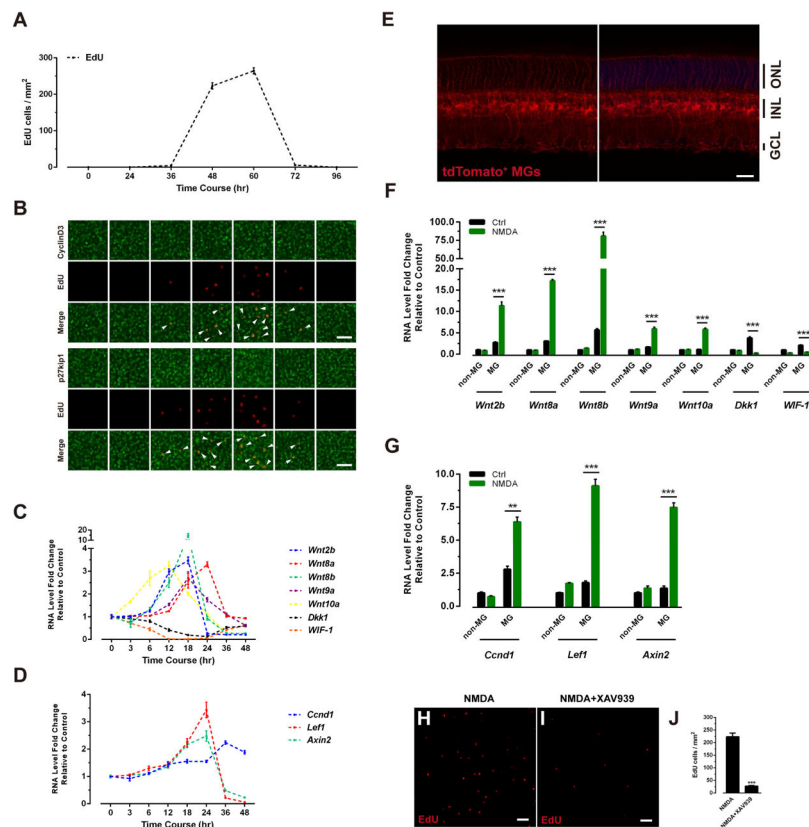 A
EdU
EdU cells / mm²
300
200
100
0
0 24 36 48 60 72 96
Time Course (hr)
B
CyclinD3
EdU
Merge
p27kip1
EdU
Merge
C
RNA Level Fold Change
Relative to Control
20
10
4
3
2
1
0
0 3 6 12 18 24 36 48
Time Course (hr)
Wnt2b
Wnt8a
Wnt8b
Wnt9a
Wnt10a
Dkk1
WIF-1
D
RNA Level Fold Change
Relative to Control
4
3
2
1
0
0 3 6 12 18 24 36 48
Time Course (hr)
Ccnd1
Lef1
Axin2
E
tdTomato⁺ MGs
ONL
INL
GCL
F
RNA Level Fold Change
Relative to Control
100.0
75.0
50.0
25.0
20.0
15.0
10.0
5.0
0.0
Ctrl
NMDA
*** *** *** *** *** *** ***
non-MG MG non-MG MG non-MG MG non-MG MG non-MG MG non-MG MG non-MG MG
Wnt2b Wnt8a Wnt8b Wnt9a Wnt10a Dkk1 WIF-1
G
RNA Level Fold Change
Relative to Control
10.0
7.5
5.0
2.5
0.0
Ctrl
NMDA
** *** ***
non-MG MG non-MG MG non-MG MG
Ccnd1 Lef1 Axin2
NMDA
H
EdU
NMDA+XAV939
I
EdU
J
EdU cells / mm²
300
250
200
150
100
50
0
***
NMDA
NMDA+XAV939